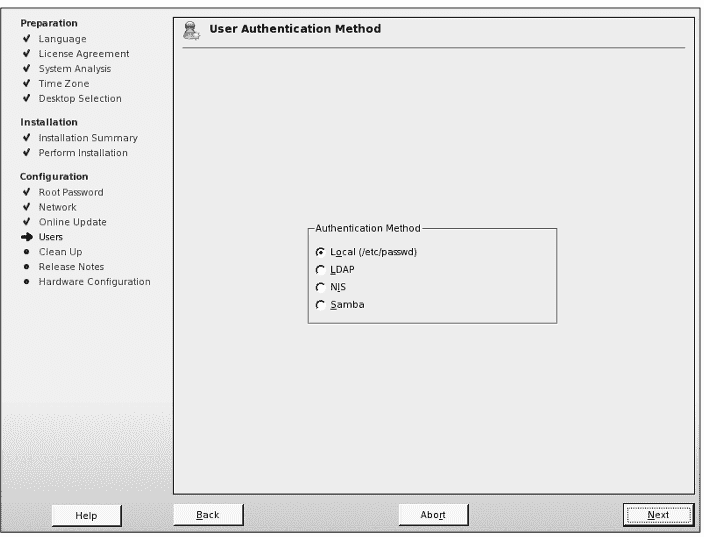 Preparation
Language
License Agreement
System Analysis
Time Zone
Desktop Selection
Installation
Installation Summary
Perform Installation
Configuration
Root Password
Network
Online Update
Users
Clean Up
Release Notes
Hardware Configuration
User Authentication Method
Authentication Method
Local (/etc/passwd)
LDAP
NIS
Samba
Help
Back
Abort
Next